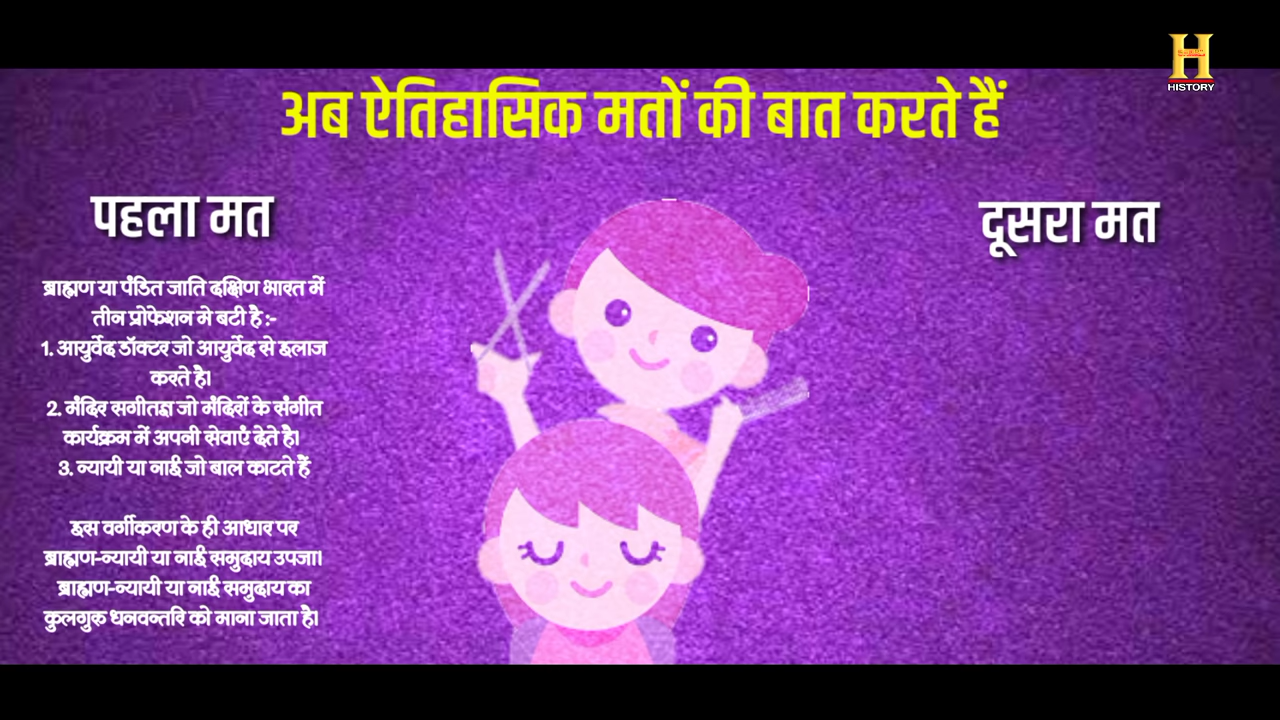 अब ऐतिहासिक मतों की बात करते हैं
HISTORY
पहला मत
दूसरा मत
ब्राह्मण या पंडित जाति दक्षिण भारत में
तीन प्रोफेशन मे बटी है :-
1. आयुर्वेद डॉक्टर जो आयुर्वेद से इलाज
करते है।
2. मंदिर सगीतज्ञ जो मंदिरों के संगीत
कार्यक्रम में अपनी सेवाएँ देते है।
3. न्यायी या नाई जो बाल काटते हैं
इस वर्गीकरण के ही आधार पर
ब्राह्मण-न्यायी या नाई समुदाय उपजा।
ब्राह्मण-न्यायी या नाई समुदाय का
कुलगुरु धनवन्तरि को माना जाता है।